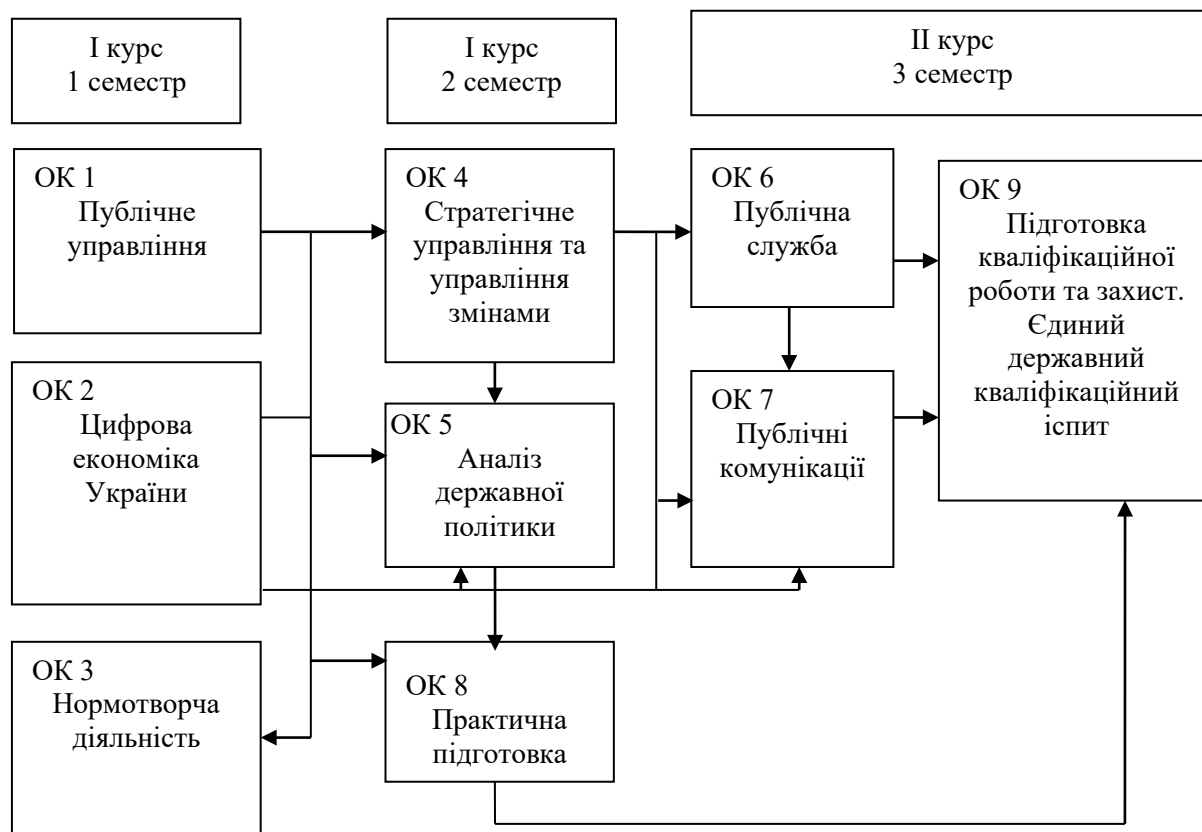 І курс
1 семестр
І курс
2 семестр
ІІ курс
3 семестр
ОК 1
Публічне
управління
ОК 2
Цифрова
економіка
України
ОК 3
Нормотворча
діяльність
ОК 4
Стратегічне
управління та
управління
змінами
ОК 5
Аналіз
державної
політики
ОК 8
Практична
підготовка
ОК 6
Публічна
служба
ОК 7
Публічні
комунікації
ОК 9
Підготовка
кваліфікаційної
роботи та захист.
Єдиний
державний
кваліфікаційний
іспит